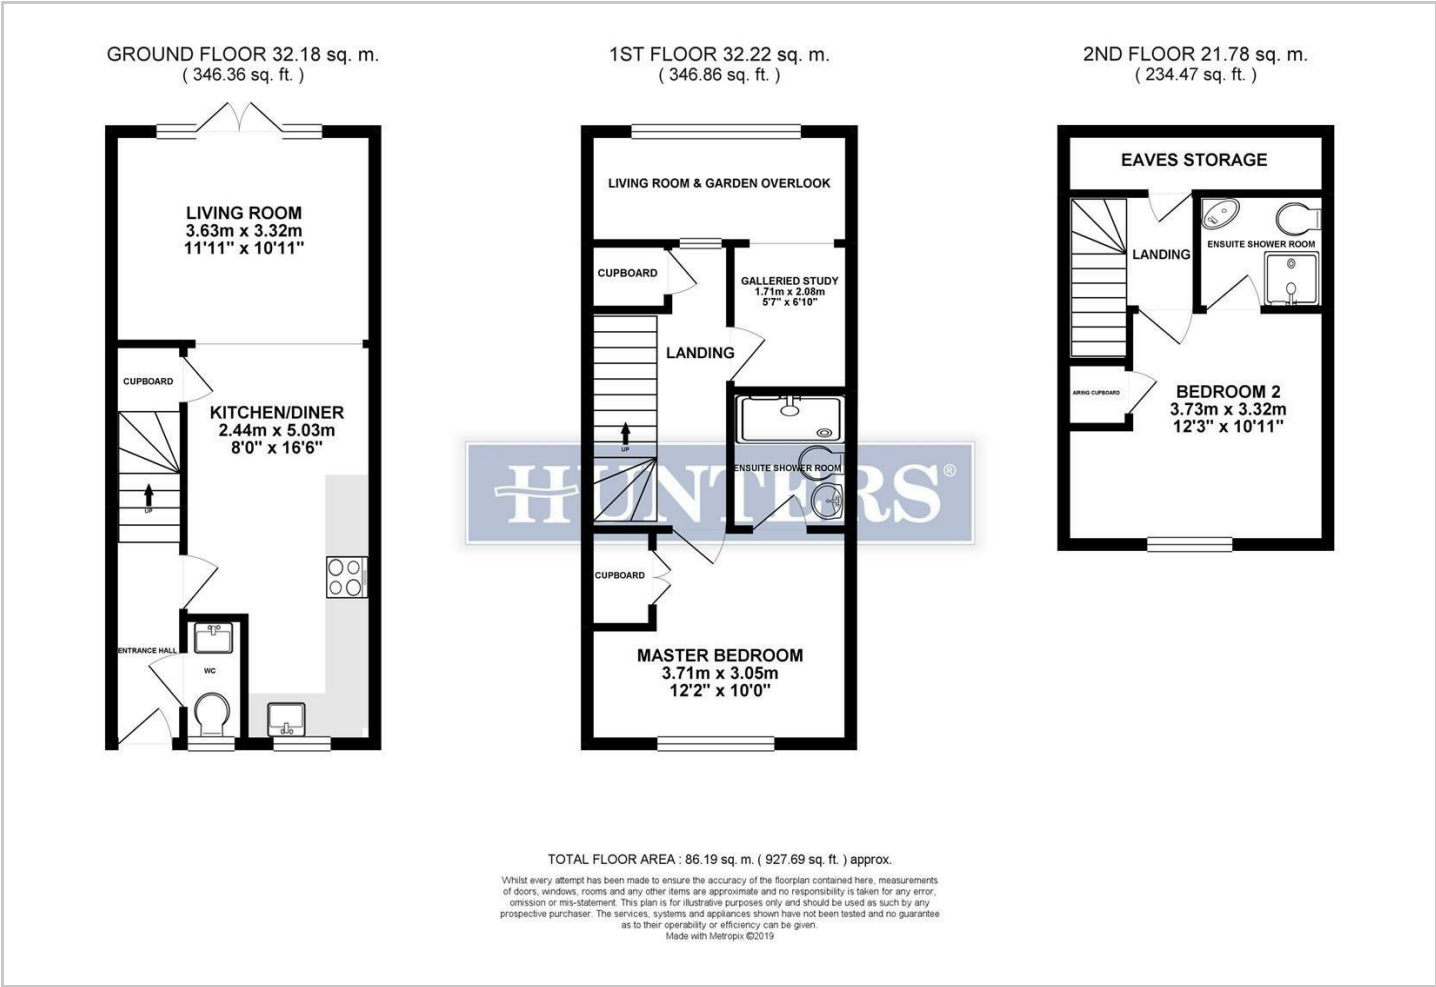 GROUND FLOOR 32.18 sq. m.
( 346.36 sq. ft. )
LIVING ROOM
3.63m x 3.32m
11'11" x 10'11"
CUPBOARD
KITCHEN/DINER
2.44m x 5.03m
8'0" x 16'6"
UP
ENTRANCE HALL
WC
1ST FLOOR 32.22 sq. m.
( 346.86 sq. ft. )
LIVING ROOM & GARDEN OVERLOOK
CUPBOARD
GALLERIED STUDY
1.71m x 2.08m
5'7" x 6'10"
LANDING
UP
ENSUITE SHOWER ROOM
HUNTERS®
CUPBOARD
MASTER BEDROOM
3.71m x 3.05m
12'2" x 10'0"
2ND FLOOR 21.78 sq. m.
( 234.47 sq. ft. )
EAVES STORAGE
ENSUITE SHOWER ROOM
LANDING
AIRING CUPBOARD
BEDROOM 2
3.73m x 3.32m
12'3" x 10'11"
TOTAL FLOOR AREA : 86.19 sq. m. ( 927.69 sq. ft. ) approx.
Whilst every attempt has been made to ensure the accuracy of the floorplan contained here, measurements
of doors, windows, rooms and any other items are approximate and no responsibility is taken for any error,
omission or mis-statement. This plan is for illustrative purposes only and should be used as such by any
prospective purchaser. The services, systems and appliances shown have not been tested and no guarantee
as to their operability or efficiency can be given.
Made with Metropix ©2019